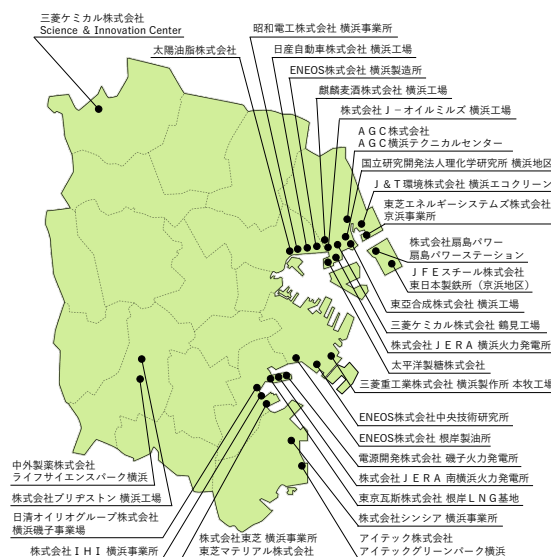 三菱ケミカル株式会社
Science & Innovation Center
太陽油脂株式会社
昭和電工株式会社 横浜事業所
日産自動車株式会社 横浜工場
ENEOS株式会社 横浜製造所
麒麟麦酒株式会社 横浜工場
株式会社J－オイルミルズ 横浜工場
AGC株式会社
AGC横浜テクニカルセンター
国立研究開発法人理化学研究所 横浜地区
J&T環境株式会社 横浜エコクリーン
東芝エネルギーシステムズ株式会社
京浜事業所
株式会社扇島パワー
扇島パワーステーション
JFEスチール株式会社
東日本製鉄所（京浜地区）
東亞合成株式会社 横浜工場
三菱ケミカル株式会社 鶴見工場
株式会社JERA 横浜火力発電所
太平洋製糖株式会社
三菱重工業株式会社 横浜製作所 本牧工場
ENEOS株式会社中央技術研究所
ENEOS株式会社 根岸製油所
電源開発株式会社 磯子火力発電所
株式会社JERA 南横浜火力発電所
東京瓦斯株式会社 根岸LNG基地
株式会社シンシア 横浜事業所
アイテック株式会社
アイテックグリーンパーク横浜
中外製薬株式会社
ライフサイエンスパーク横浜
株式会社ブリヂストン 横浜工場
日清オイリオグループ株式会社
横浜磯子事業場
株式会社IHI 横浜事業所
株式会社東芝 横浜事業所
東芝マテリアル株式会社